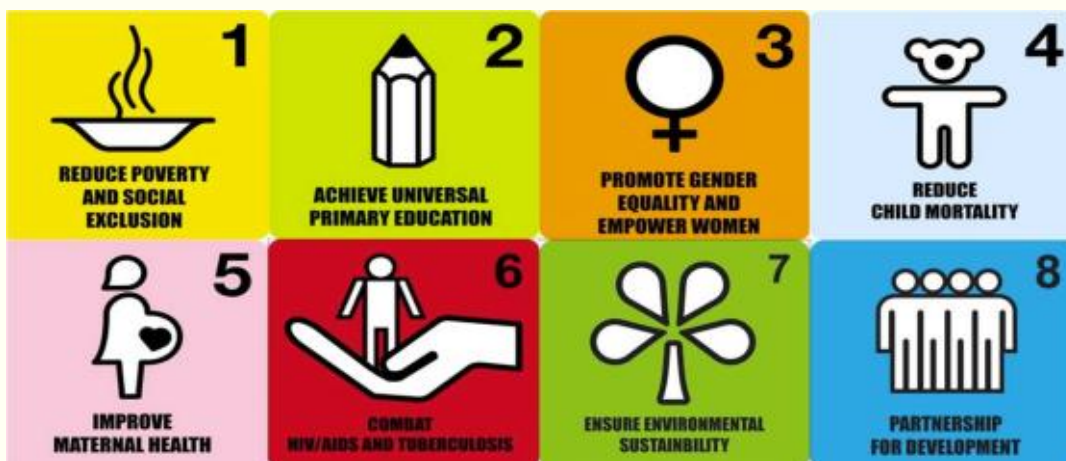 1
REDUCE POVERTY
AND SOCIAL
EXCLUSION
2
ACHIEVE UNIVERSAL
PRIMARY EDUCATION
3
PROMOTE GENDER
EQUALITY AND
EMPOWER WOMEN
4
REDUCE
CHILD MORTALITY
5
IMPROVE
MATERNAL HEALTH
6
COMBAT
HIV/AIDS AND TUBERCULOSIS
7
ENSURE ENVIRONMENTAL
SUSTAINBILITY
8
PARTNERSHIP
FOR DEVELOPMENT